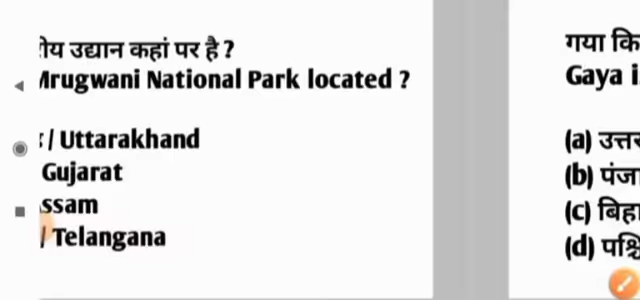 उद्यान कहां पर है ?
Mrugwani National Park located ?
/ Uttarakhand
Gujarat
ssam
/ Telangana
गया कि
Gaya i
(a) उत्त
(b) पंजा
(c) बिहा
(d) पश्चि